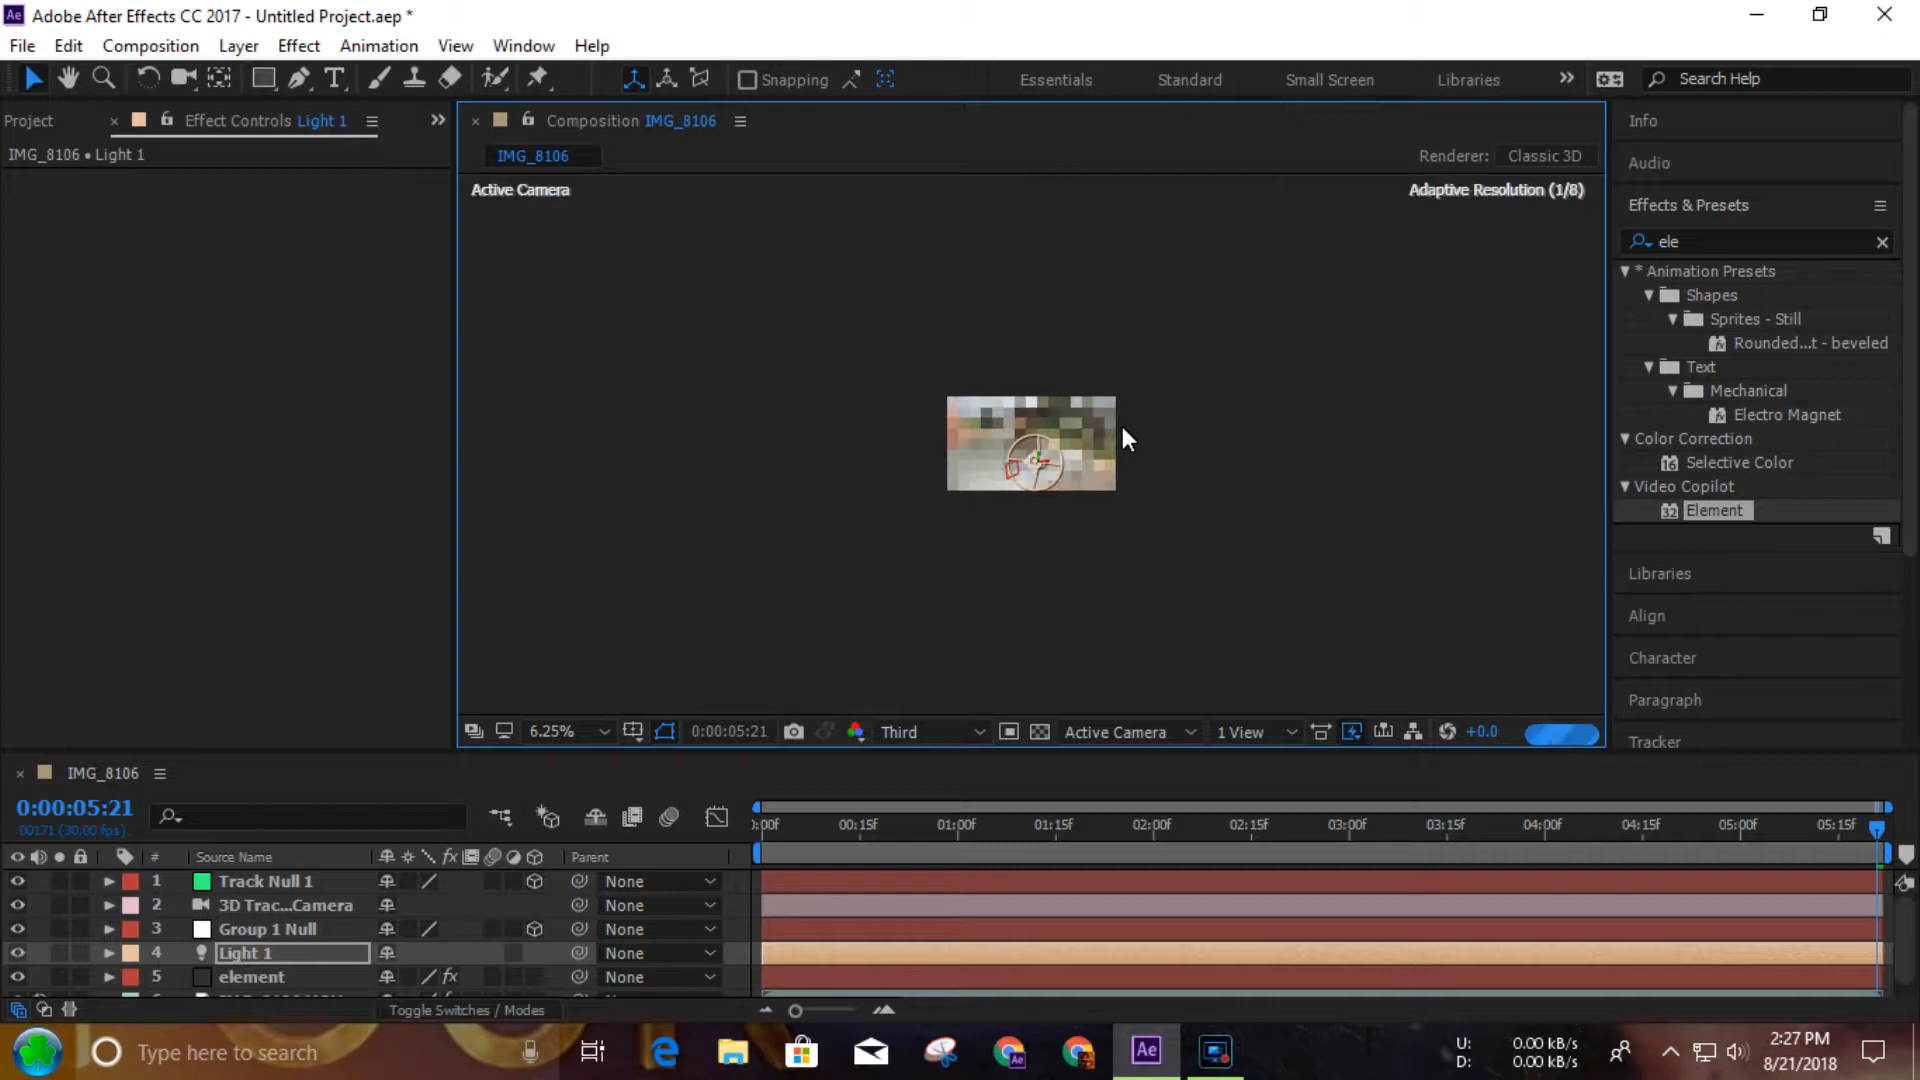 Adobe After Effects CC 2017 - Untitled Project.aep *
File Edit Composition Layer Effect Animation View Window Help
Snapping Essentials Standard Small Screen Libraries Search Help
Project Effect Controls Light 1
Composition IMG_8106
Info
IMG_8106 • Light 1
IMG_8106
Renderer: Classic 3D
Audio
Active Camera
Adaptive Resolution (1/8)
Effects & Presets
ele
* Animation Presets
Shapes
Sprites - Still
Rounded...t - beveled
Text
Mechanical
Electro Magnet
Color Correction
16 Selective Color
Video Copilot
32 Element
Libraries
Align
Character
Paragraph
Tracker
6.25% 0:00:05:21 Third Active Camera 1 View +0.0
IMG_8106
0:00:05:21
00171 (30.00 fps)
:00f 00:15f 01:00f 01:15f 02:00f 02:15f 03:00f 03:15f 04:00f 04:15f 05:00f 05:15f
# Source Name fx Parent
1 Track Null 1 None
2 3D Trac...Camera None
3 Group 1 Null None
4 Light 1 None
5 element fx None
Toggle Switches / Modes
Type here to search
Ae
U: 0.00 kB/s
D: 0.00 kB/s
2:27 PM
8/21/2018